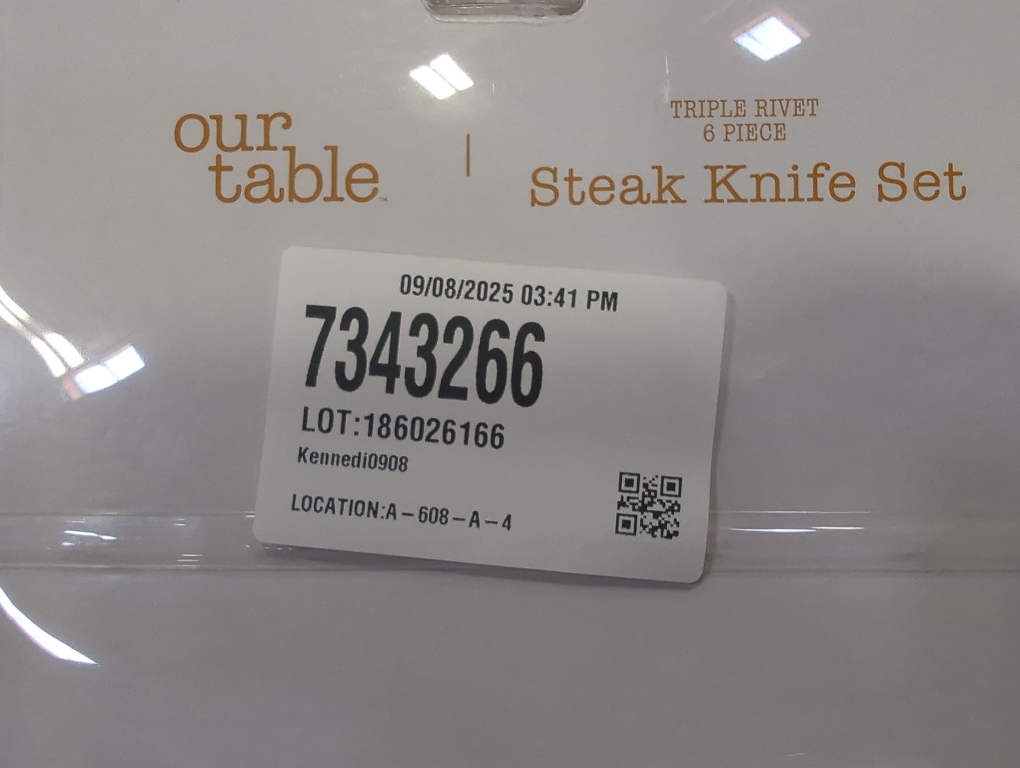 our
table™
TRIPLE RIVET
6 PIECE
Steak Knife Set
09/08/2025 03:41 PM
7343266
LOT:186026166
Kennedi0908
LOCATION:A-608-A-4